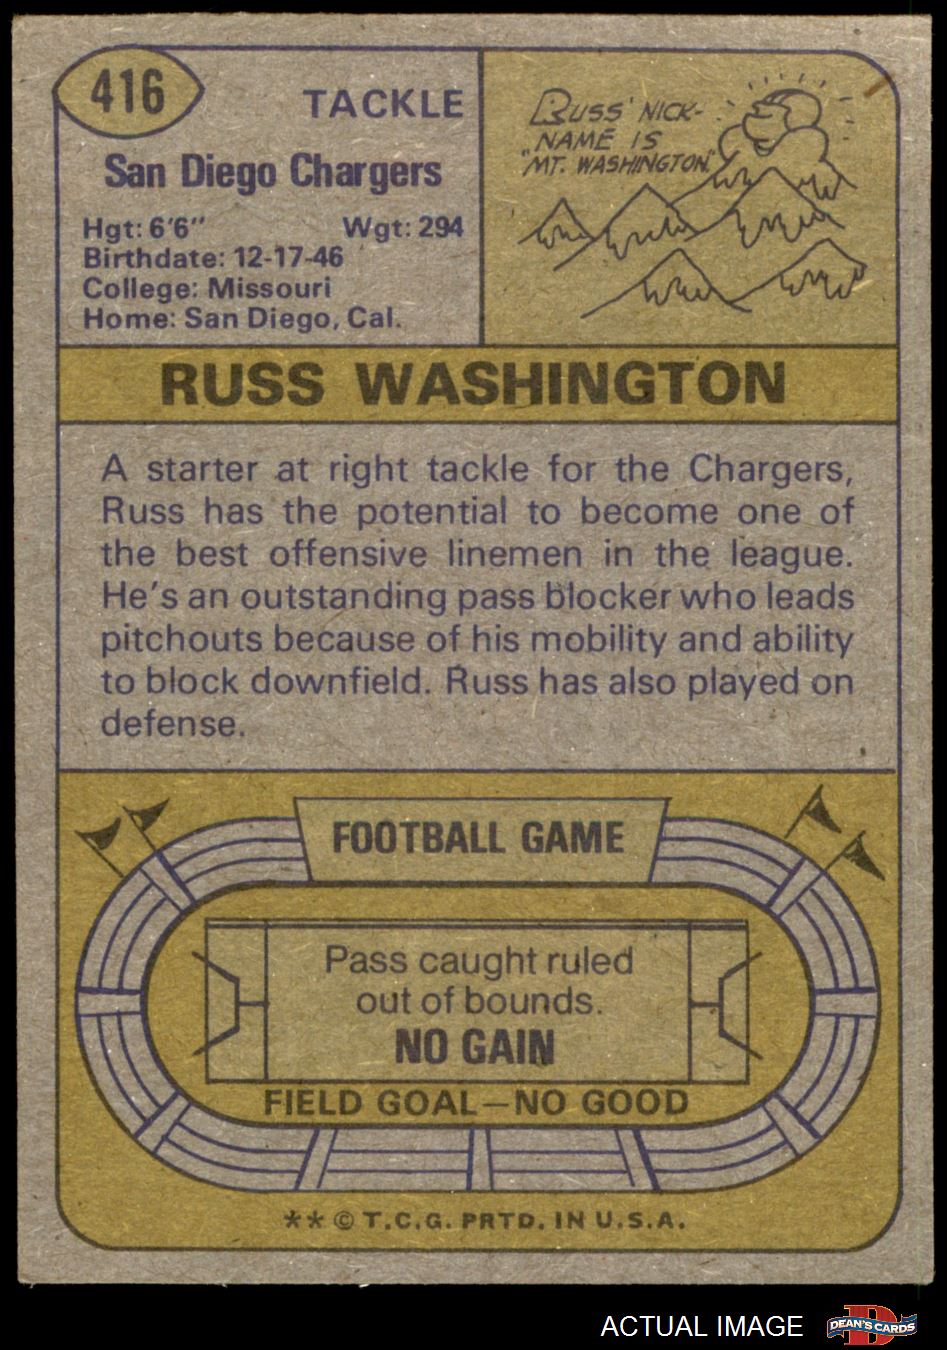 416
TACKLE
San Diego Chargers
Hgt: 6'6" Wgt: 294
Birthdate: 12-17-46
College: Missouri
Home: San Diego, Cal.
RUSS' NICK-
NAME IS
"MT. WASHINGTON."
RUSS WASHINGTON
A starter at right tackle for the Chargers,
Russ has the potential to become one of
the best offensive linemen in the league.
He's an outstanding pass blocker who leads
pitchouts because of his mobility and ability
to block downfield. Russ has also played on
defense.
FOOTBALL GAME
Pass caught ruled
out of bounds.
NO GAIN
FIELD GOAL—NO GOOD
** © T.C.G. PRTD. IN U.S.A.
ACTUAL IMAGE
D
DEAN'S CARDS